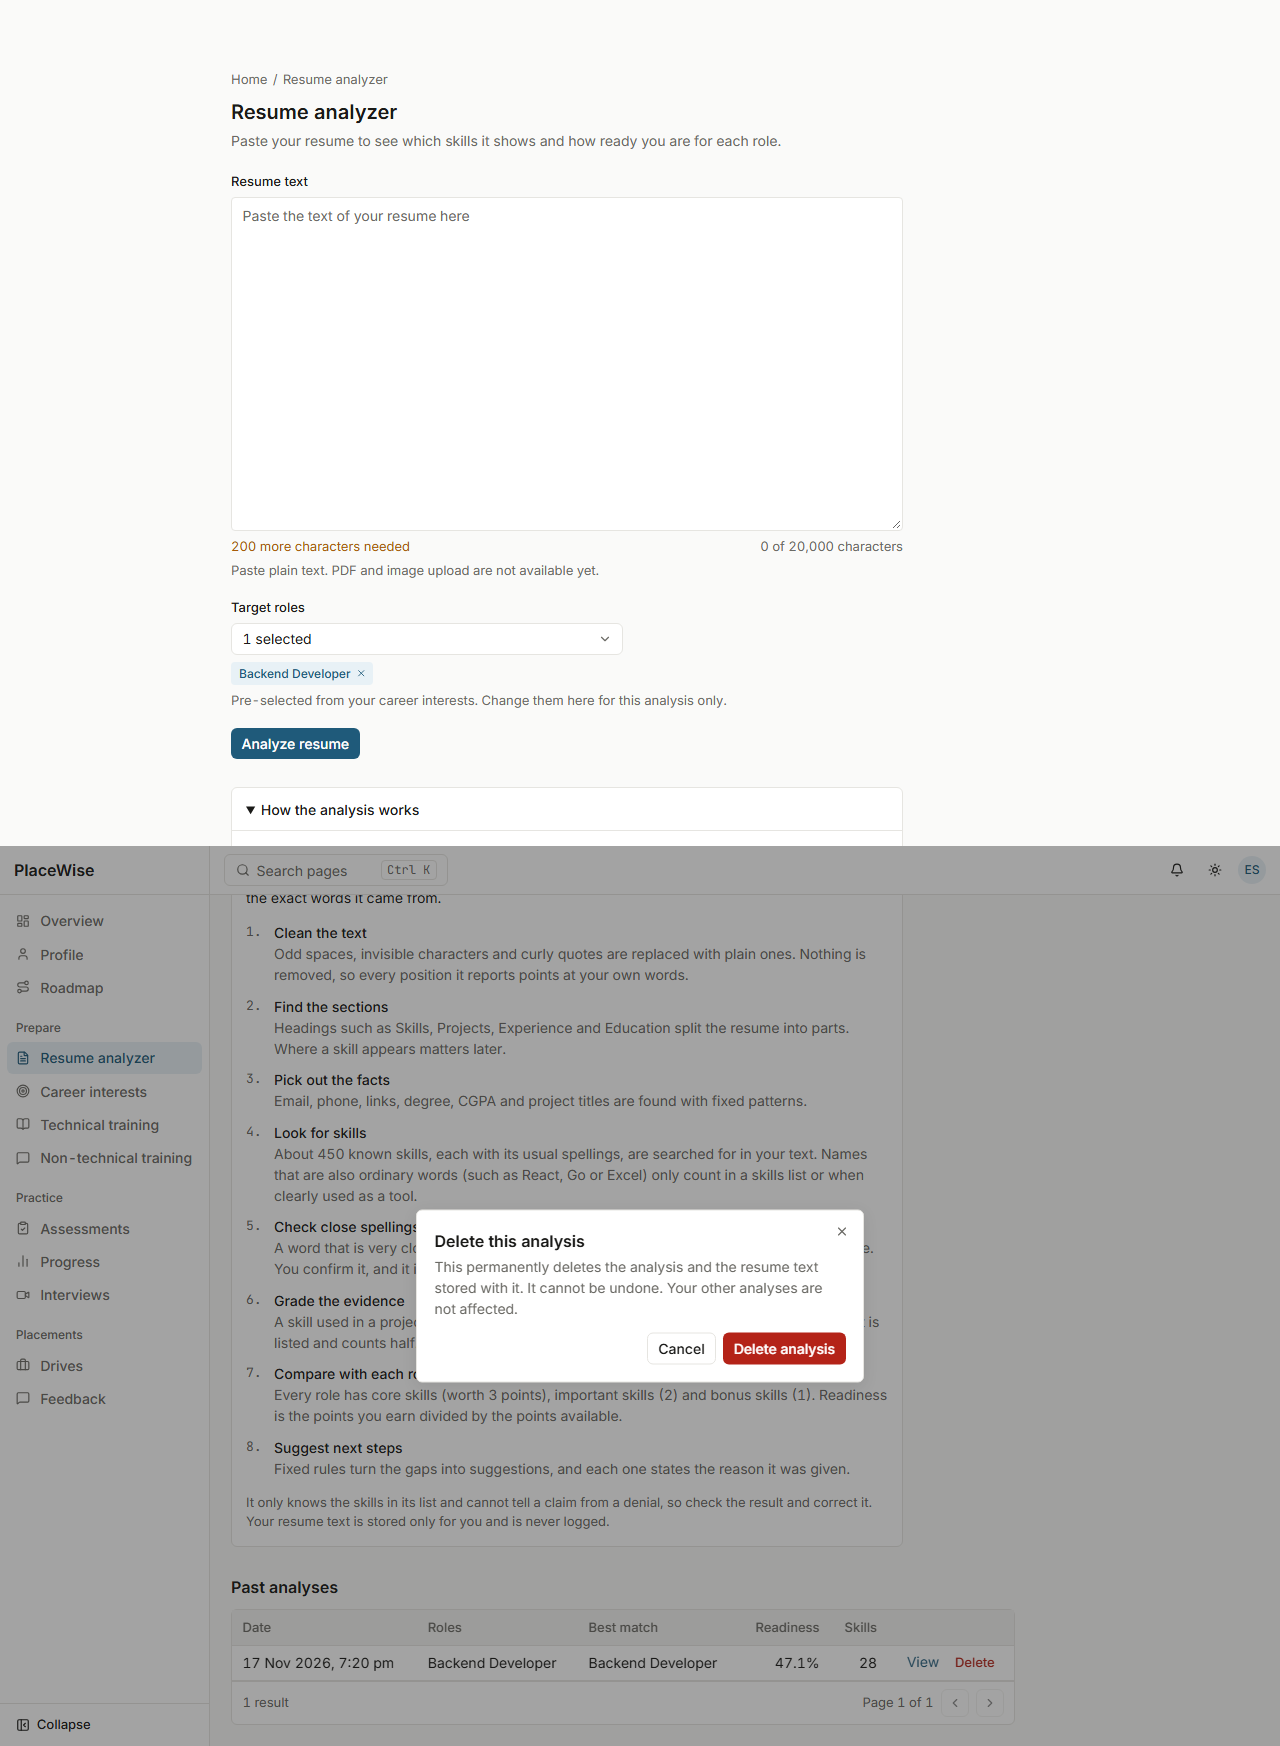 Home / Resume analyzer
Resume analyzer
Paste your resume to see which skills it shows and how ready you are for each role.
Resume text
Paste the text of your resume here
200 more characters needed
0 of 20,000 characters
Paste plain text. PDF and image upload are not available yet.
Target roles
1 selected
Backend Developer ×
Pre-selected from your career interests. Change them here for this analysis only.
Analyze resume
How the analysis works
PlaceWise
Search pages
Ctrl K
ES
Overview
Profile
Roadmap
Prepare
Resume analyzer
Career interests
Technical training
Non-technical training
Practice
Assessments
Progress
Interviews
Placements
Drives
Feedback
Collapse
the exact words it came from.
1. Clean the text
Odd spaces, invisible characters and curly quotes are replaced with plain ones. Nothing is
removed, so every position it reports points at your own words.
2. Find the sections
Headings such as Skills, Projects, Experience and Education split the resume into parts.
Where a skill appears matters later.
3. Pick out the facts
Email, phone, links, degree, CGPA and project titles are found with fixed patterns.
4. Look for skills
About 450 known skills, each with its usual spellings, are searched for in your text. Names
that are also ordinary words (such as React, Go or Excel) only count in a skills list or when
clearly used as a tool.
5. Check close spellings
A word that is very clo
e.
You confirm it, and it i
6. Grade the evidence
A skill used in a projec
is
listed and counts half
7. Compare with each ro
Every role has core skills (worth 3 points), important skills (2) and bonus skills (1). Readiness
is the points you earn divided by the points available.
8. Suggest next steps
Fixed rules turn the gaps into suggestions, and each one states the reason it was given.
It only knows the skills in its list and cannot tell a claim from a denial, so check the result and correct it.
Your resume text is stored only for you and is never logged.
Delete this analysis
This permanently deletes the analysis and the resume text
stored with it. It cannot be undone. Your other analyses are
not affected.
Cancel
Delete analysis
Past analyses
Date Roles Best match Readiness Skills
17 Nov 2026, 7:20 pm Backend Developer Backend Developer 47.1% 28 View Delete
1 result
Page 1 of 1